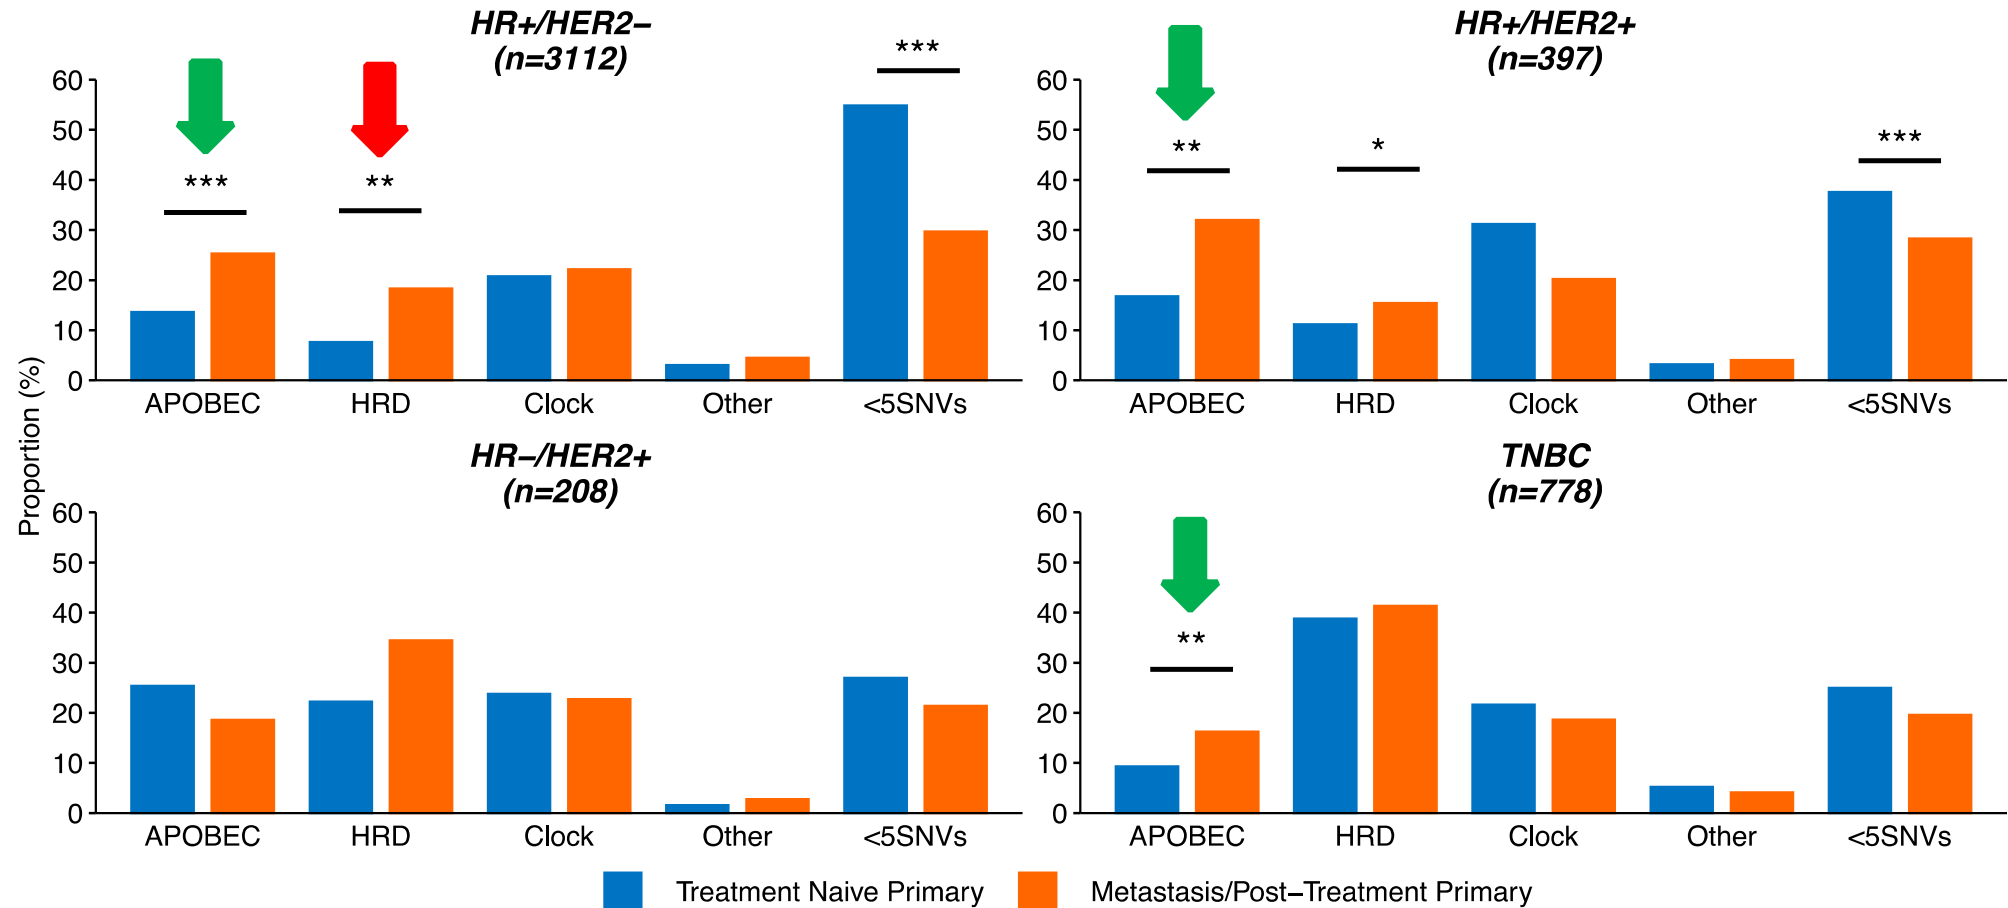 HR+/HER2−
(n=3112)
***
***
**
60
50
40
30
20
10
0
APOBEC
HRD
Clock
Other
<5SNVs
HR+/HER2+
(n=397)
**
*
***
60
50
40
30
20
10
0
APOBEC
HRD
Clock
Other
<5SNVs
Proportion (%)
HR−/HER2+
(n=208)
60
50
40
30
20
10
0
APOBEC
HRD
Clock
Other
<5SNVs
TNBC
(n=778)
**
60
50
40
30
20
10
0
APOBEC
HRD
Clock
Other
<5SNVs
Treatment Naive Primary
Metastasis/Post−Treatment Primary